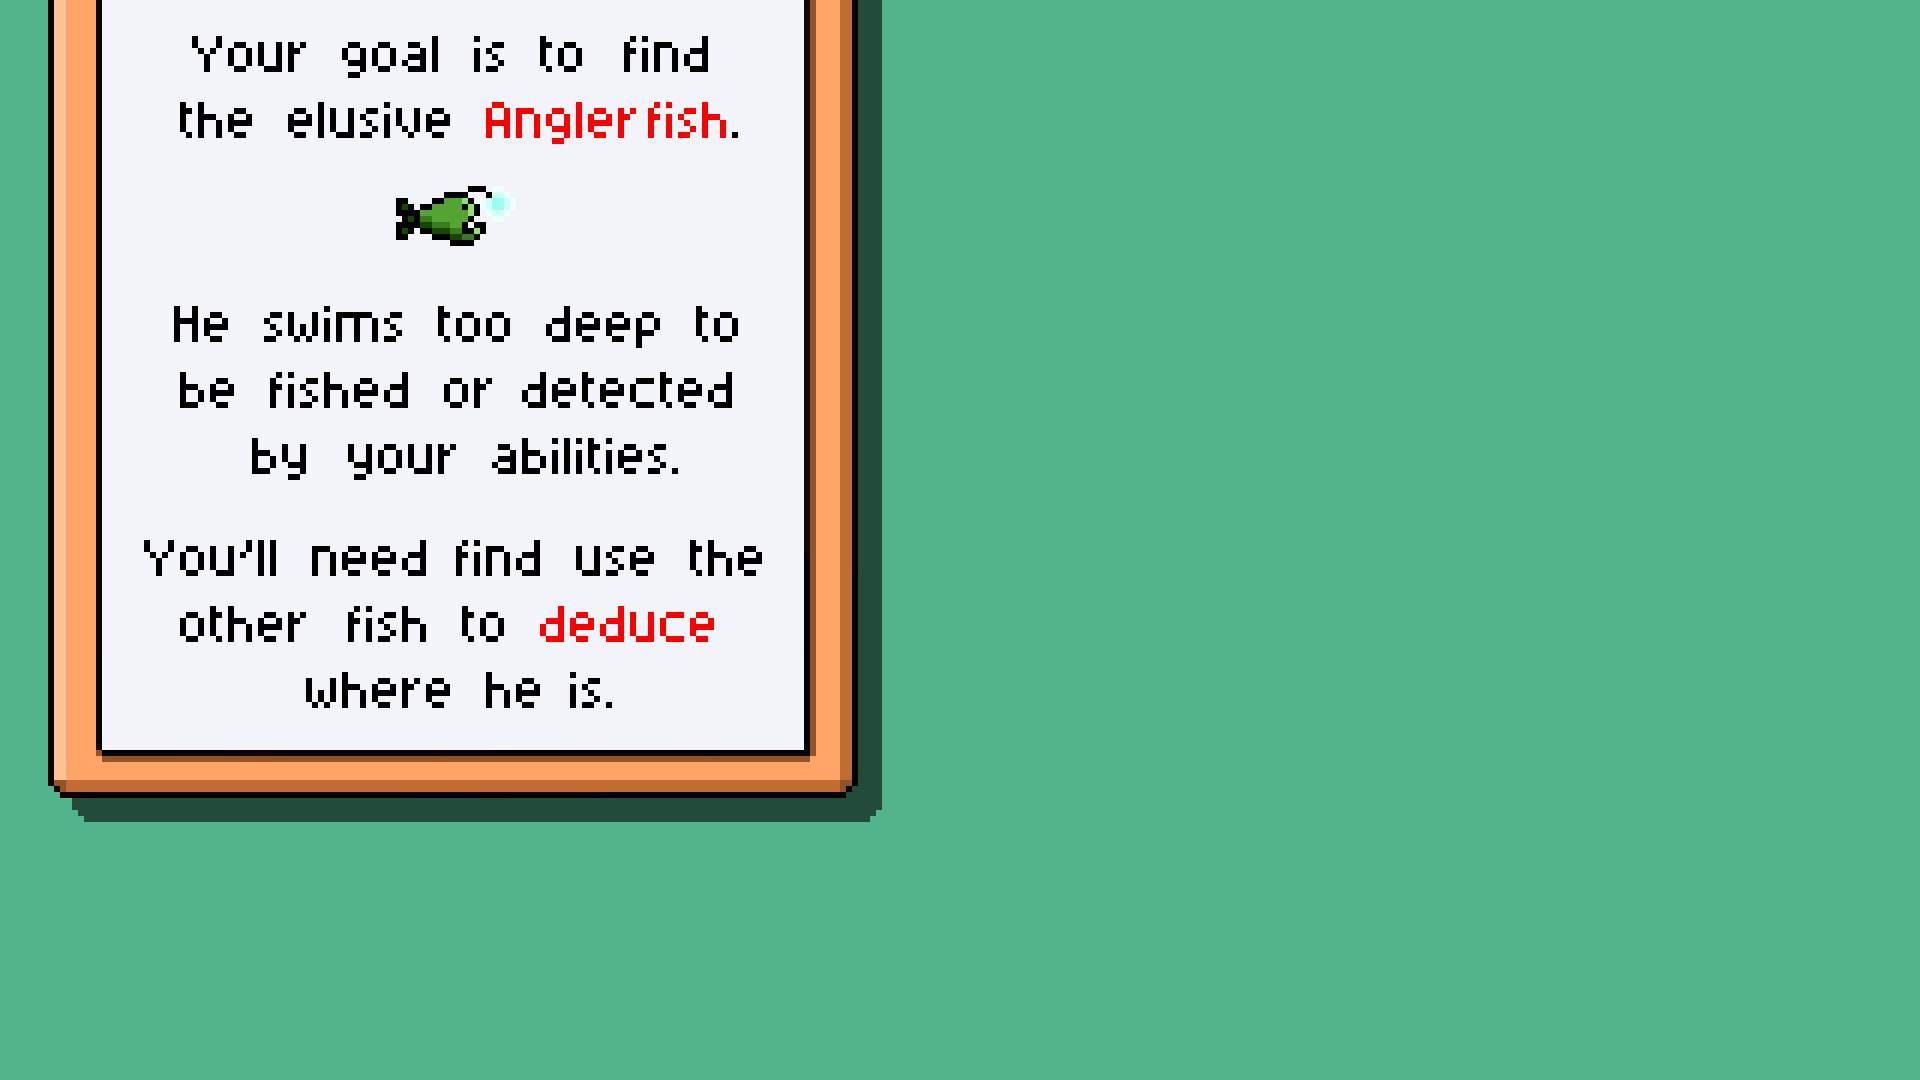 Your goal is to find
the elusive Anglerfish.
He swims too deep to
be fished or detected
by your abilities.
You'll need find use the
other fish to deduce
where he is.